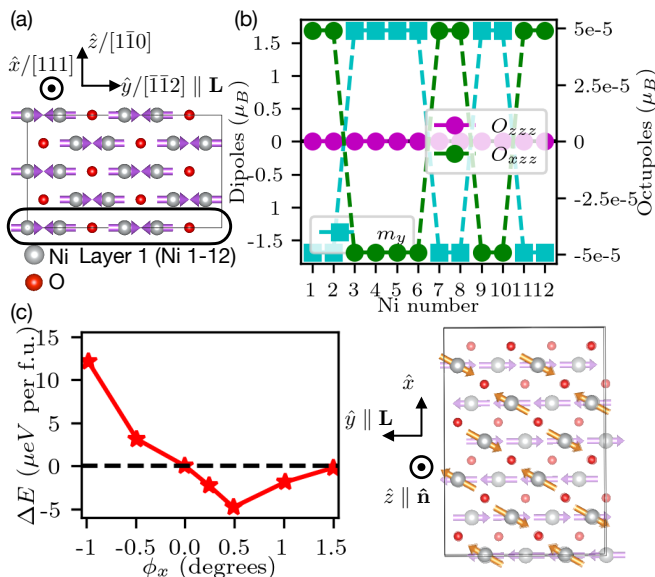 (a)
ẑ/[11̄0]
x̂/[111]
ŷ/[1̄1̄2] ∥ L
Ni Layer 1 (Ni 1-12)
O
(b)
Dipoles (μB)
1.5
1
0.5
0
-0.5
1
-1.5
Ozzz
Oxzz
my
5e-5
2.5e-5
0
-2.5e-5
-5e-5
Octupoles (μB)
1 2 3 4 5 6 7 8 9 10 11 12
Ni number
(c)
ΔE (μeV per f.u.)
15
10
5
0
-5
-1 -0.5 0.0 0.5 1 1.5
ϕx (degrees)
x̂
ŷ ∥ L
ẑ ∥ n̂